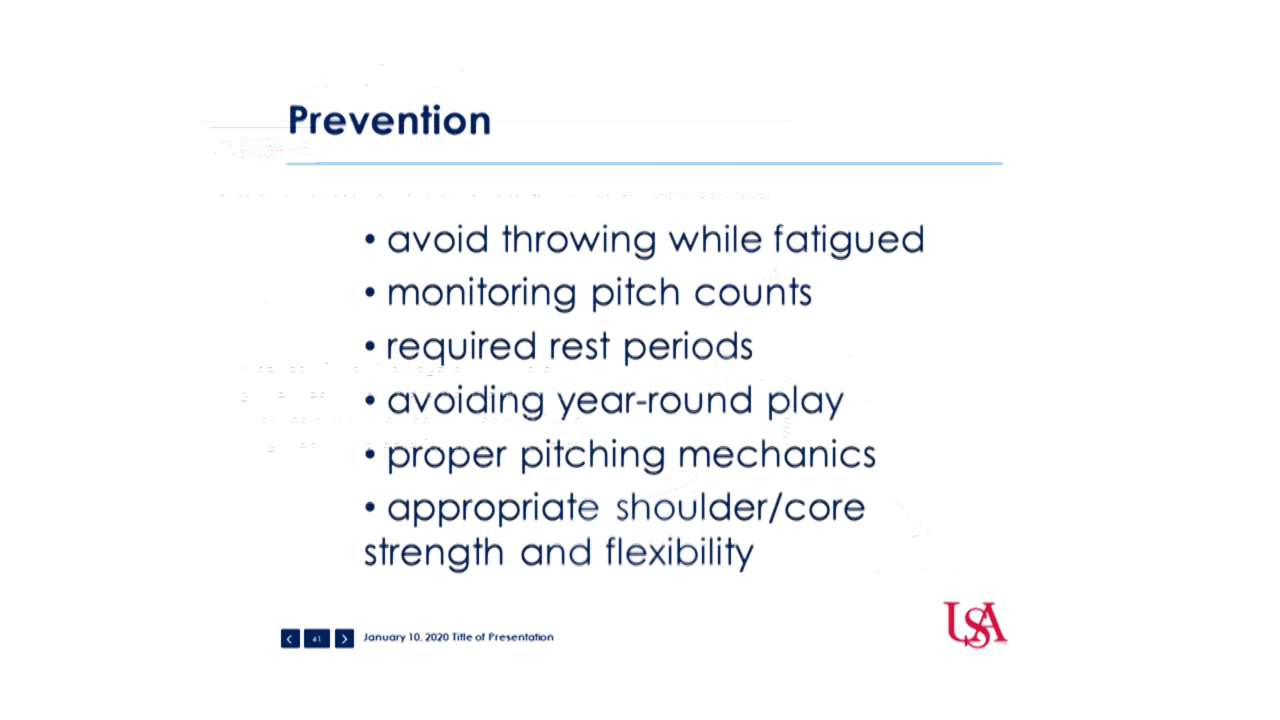 Prevention
• avoid throwing while fatigued
• monitoring pitch counts
• required rest periods
• avoiding year-round play
• proper pitching mechanics
• appropriate shoulder/core
strength and flexibility
41 January 10, 2020 Title of Presentation
USA